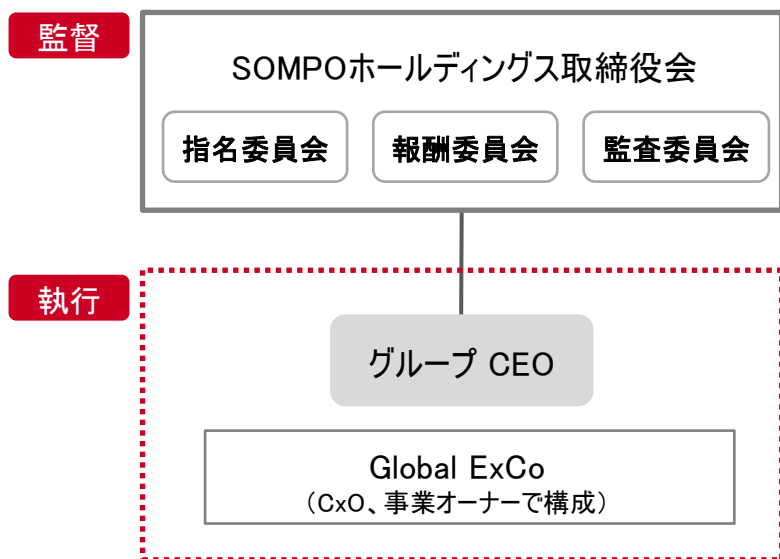 監督
SOMPOホールディングス取締役会
指名委員会
報酬委員会
監査委員会
執行
グループ CEO
Global ExCo
（CxO、事業オーナーで構成）